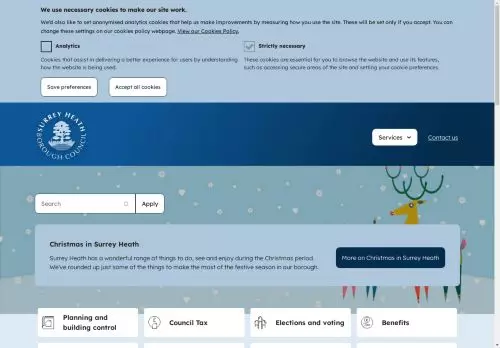 We use necessary cookies to make our site work.
We'd also like to set anonymised analytics cookies that help us make improvements by measuring how you use the site. These will be set only if you accept. You can
change these settings on our cookies policy webpage. View our Cookies Policy.
Analytics
Strictly necessary
Cookies that assist in delivering a better experience for users by understanding
how the website is being used.
These cookies are essential for you to browse the website and use its features,
such as accessing secure areas of the site and setting your cookie preferences.
Save preferences
Accept all cookies
SURREY HEATH
BOROUGH COUNCIL
Services
Contact us
Search
Apply
Christmas in Surrey Heath
Surrey Heath has a wonderful range of things to do, see and enjoy during the Christmas period.
We've rounded up just some of the things to make the most of the festive season in our borough.
More on Christmas in Surrey Heath
Planning and
building control
Council Tax
Elections and voting
Benefits